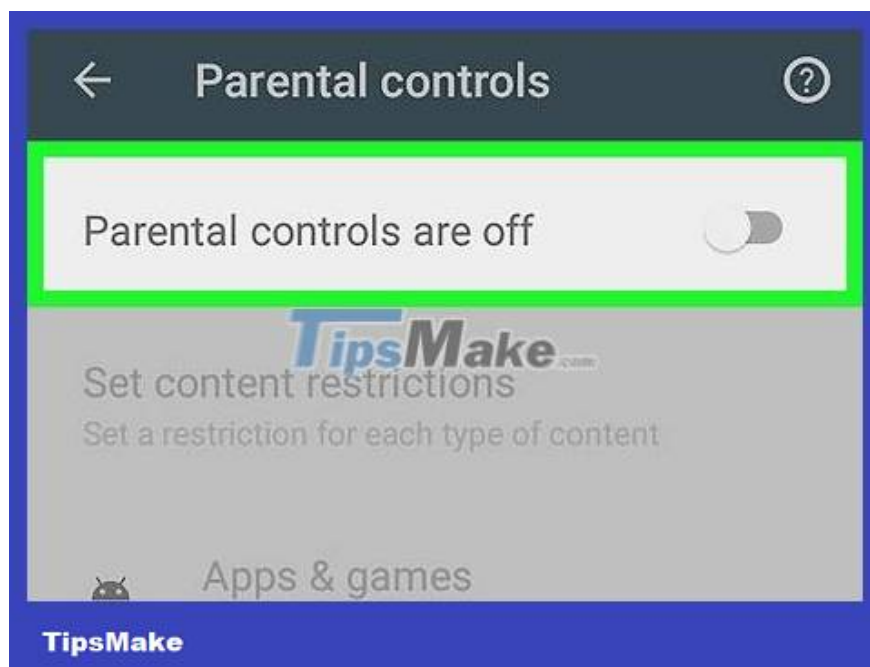 Parental controls
Parental controls are off
TipsMake.com
Set content restrictions
Set a restriction for each type of content
Apps & games
TipsMake